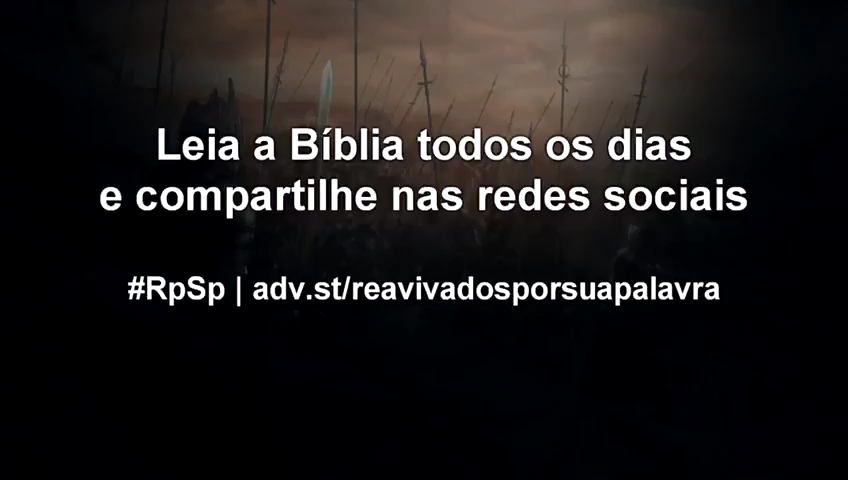 Leia a Bíblia todos os dias
e compartilhe nas redes sociais
#RpSp | adv.st/reavivadosporsuapalavra